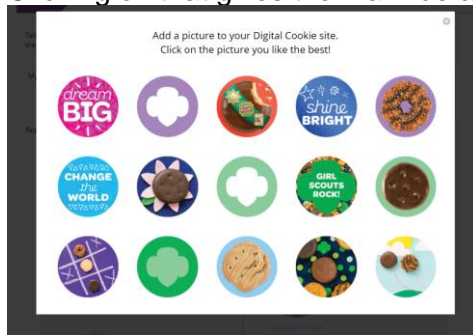 Add a picture to your Digital Cookie site.
Click on the picture you like the best!
dream
BIG
shine
BRIGHT
CHANGE
the
WORLD
GIRL
SCOUTS
ROCK!